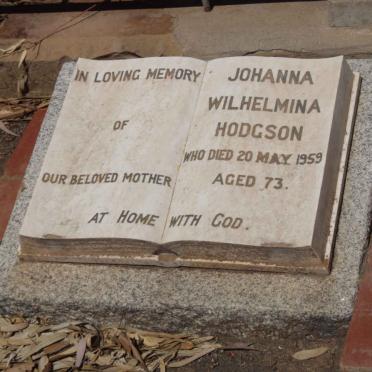 IN LOVING MEMORY
OF
OUR BELOVED MOTHER
JOHANNA
WILHELMINA
HODGSON
WHO DIED 20 MAY 1959
AGED 73.
AT HOME WITH GOD.